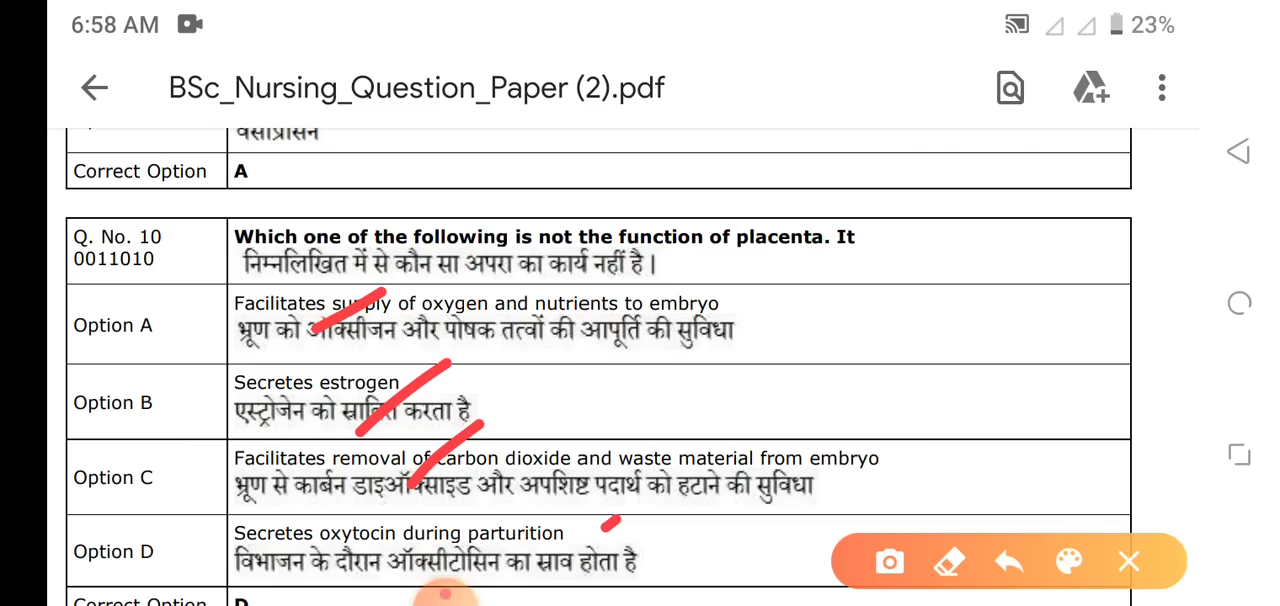 6:58 AM
23%
BSc_Nursing_Question_Paper (2).pdf
वसाप्रेसिन
Correct Option A
Q. No. 10 Which one of the following is not the function of placenta. It
0011010 निम्नलिखित में से कौन सा अपरा का कार्य नहीं है।
Facilitates supply of oxygen and nutrients to embryo
Option A
भ्रूण को ऑक्सीजन और पोषक तत्वों की आपूर्ति की सुविधा
Secretes estrogen
Option B
एस्ट्रोजेन को स्रावित करता है
Facilitates removal of carbon dioxide and waste material from embryo
Option C
भ्रूण से कार्बन डाइऑक्साइड और अपशिष्ट पदार्थ को हटाने की सुविधा
Secretes oxytocin during parturition
Option D
विभाजन के दौरान ऑक्सीटोसिन का स्राव होता है
Correct Option D